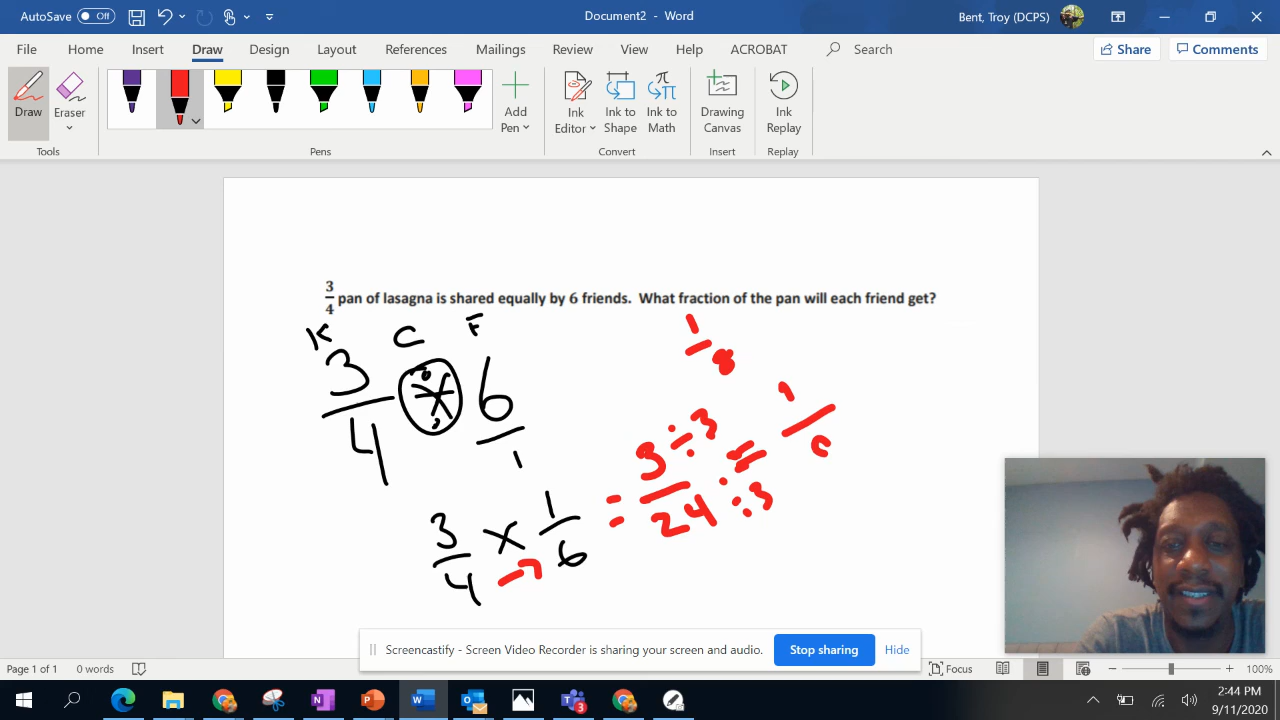 AutoSave Off Document2 - Word Bent, Troy (DCPS)
File Home Insert Draw Design Layout References Mailings Review View Help ACROBAT Search Share Comments
Draw Eraser Add Pen Ink Editor Ink to Shape Ink to Math Drawing Canvas Ink Replay
Tools Pens Convert Insert Replay
3/4 pan of lasagna is shared equally by 6 friends. What fraction of the pan will each friend get?
K C F
3/4 6/1
1/8
3/4 x 1/6 = 3/24 ÷3 ÷3 =
Screencastify - Screen Video Recorder is sharing your screen and audio. Stop sharing Hide
Page 1 of 1 0 words Focus 100%
2:44 PM
9/11/2020